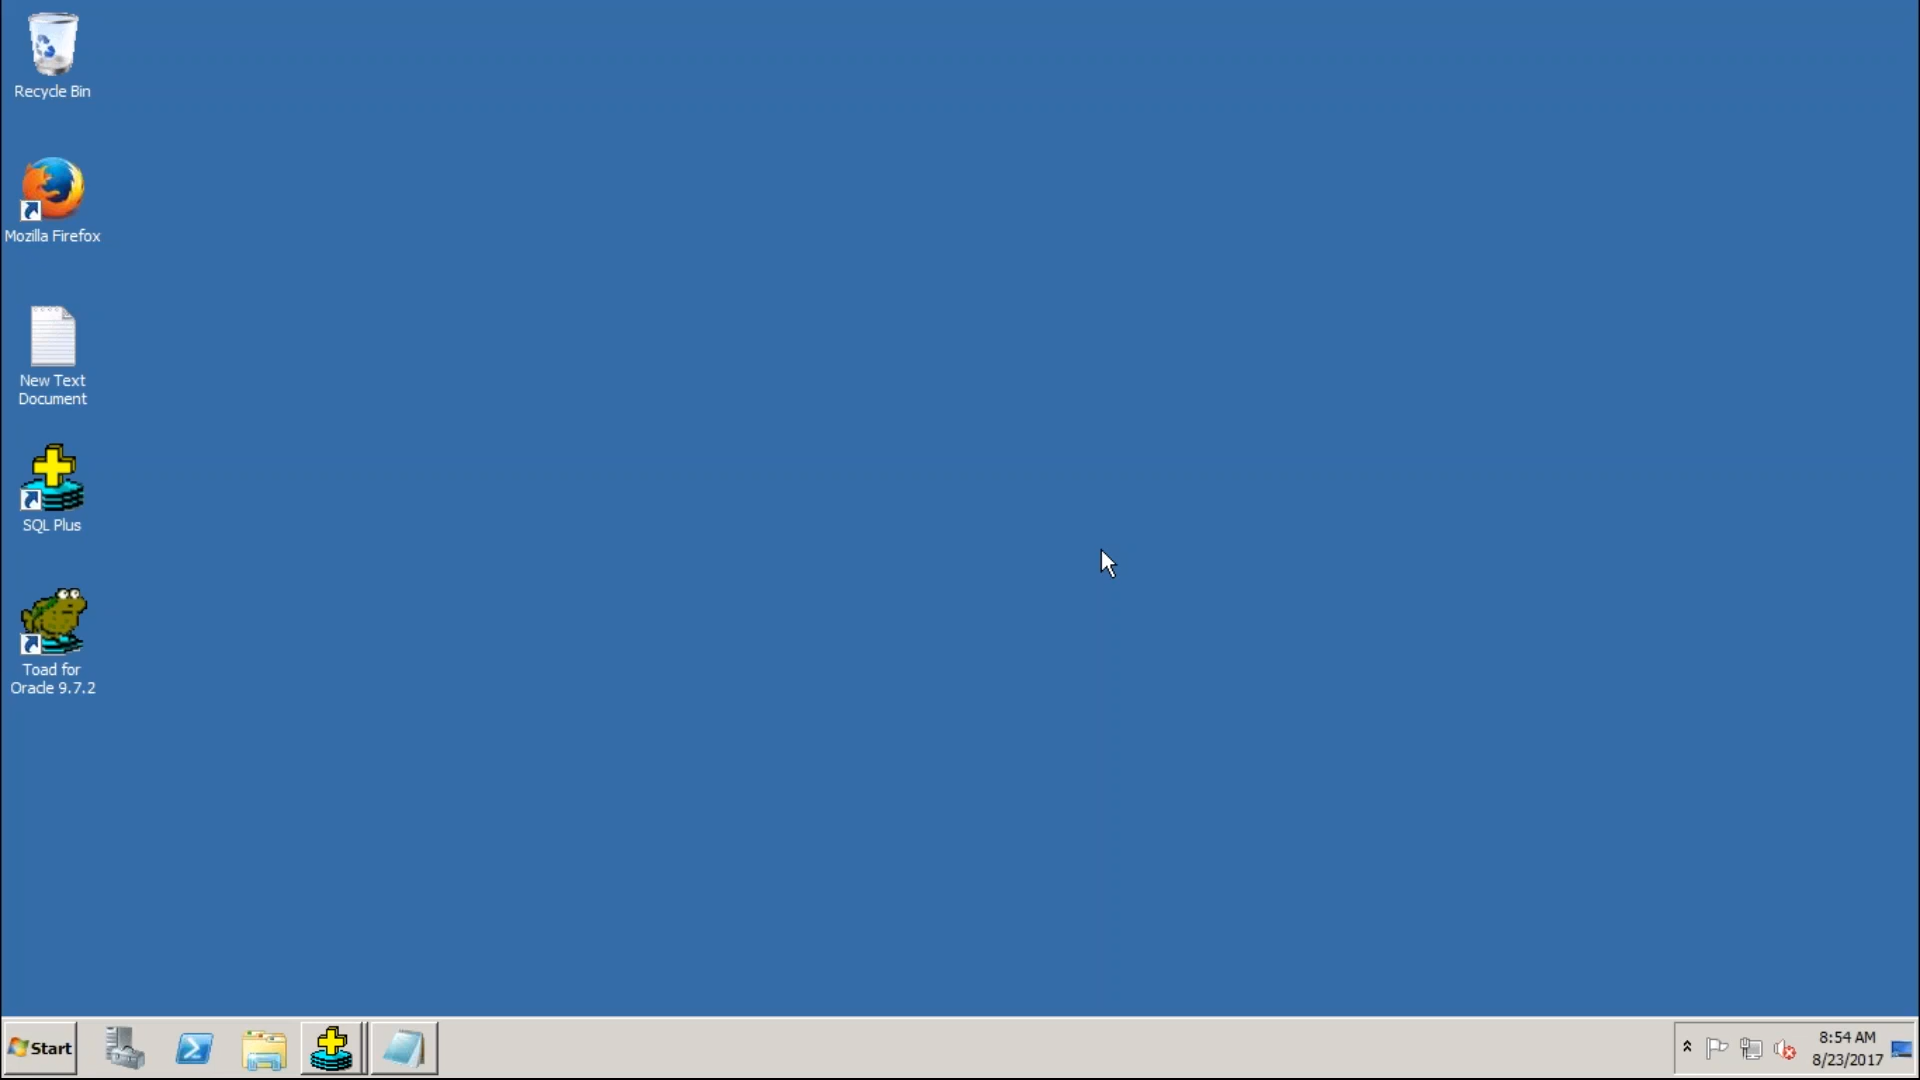 Recycle Bin
Mozilla Firefox
New Text
Document
SQL Plus
Toad for
Oracle 9.7.2
Start
8:54 AM
8/23/2017